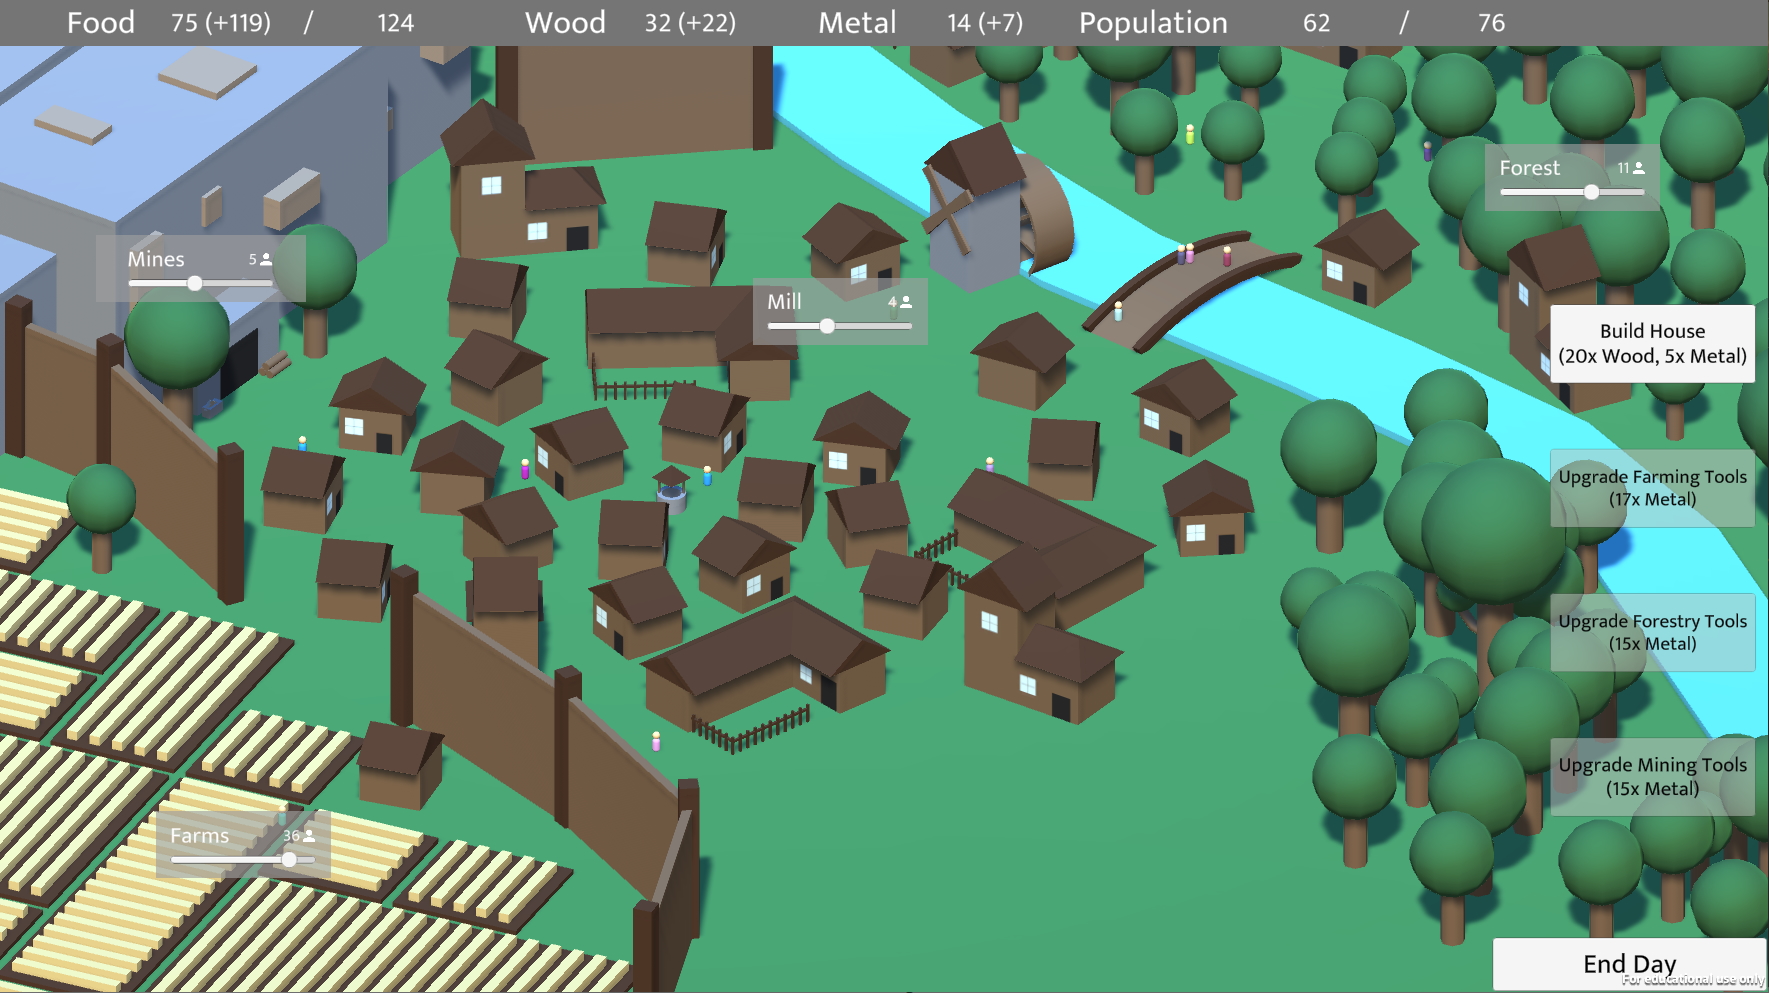 Food 75 (+119) / 124 Wood 32 (+22) Metal 14 (+7) Population 62 / 76
Forest 11
Mines 5
Mill 4
Build House
(20x Wood, 5x Metal)
Upgrade Farming Tools
(17x Metal)
Upgrade Forestry Tools
(15x Metal)
Upgrade Mining Tools
(15x Metal)
Farms 36
End Day
For educational use only